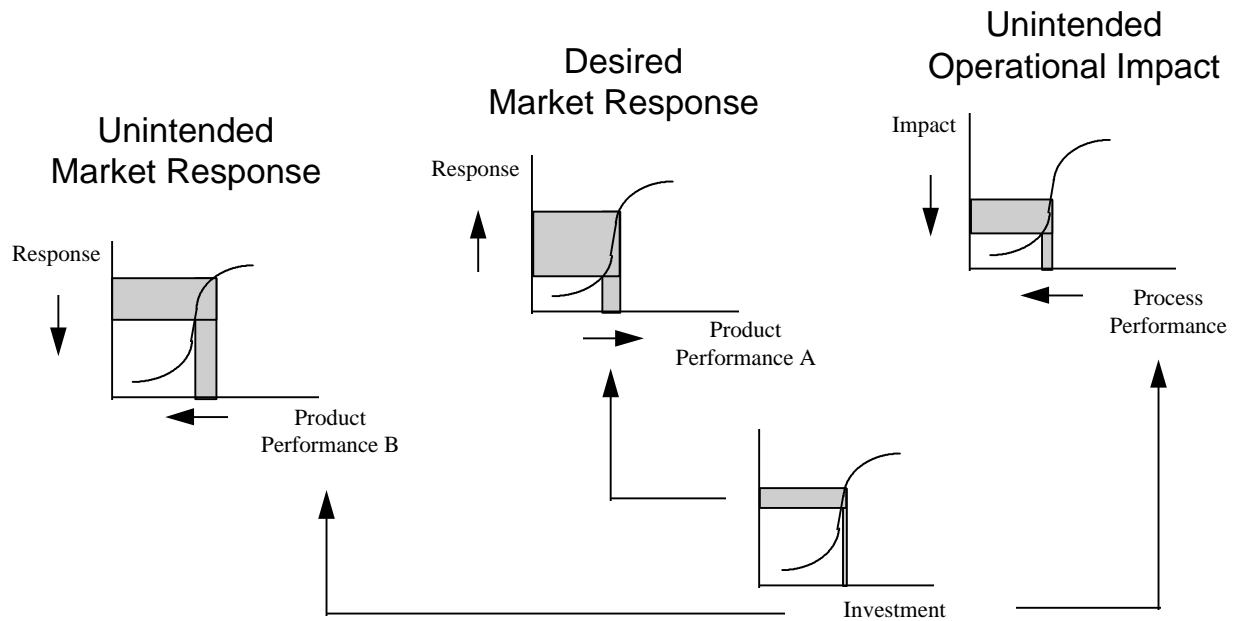 Unintended
Market Response
Response
Product
Performance B
Desired
Market Response
Response
Product
Performance A
Unintended
Operational Impact
Impact
Process
Performance
Investment